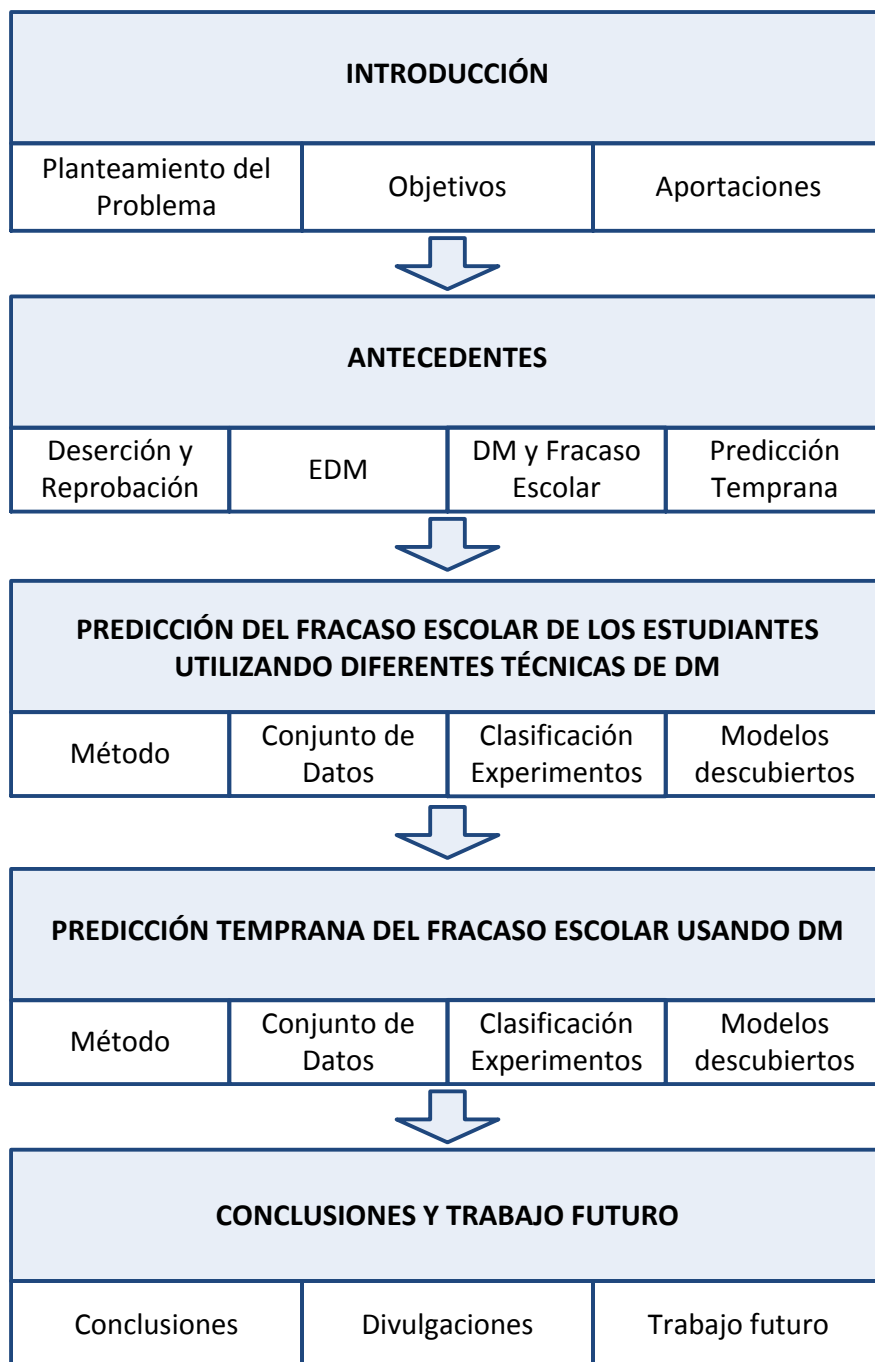 INTRODUCCIÓN
Planteamiento del
Problema
Objetivos
Aportaciones
ANTECEDENTES
Deserción y
Reprobación
EDM
DM y Fracaso
Escolar
Predicción
Temprana
PREDICCIÓN DEL FRACASO ESCOLAR DE LOS ESTUDIANTES
UTILIZANDO DIFERENTES TÉCNICAS DE DM
Método
Conjunto de
Datos
Clasificación
Experimentos
Modelos
descubiertos
PREDICCIÓN TEMPRANA DEL FRACASO ESCOLAR USANDO DM
Método
Conjunto de
Datos
Clasificación
Experimentos
Modelos
descubiertos
CONCLUSIONES Y TRABAJO FUTURO
Conclusiones
Divulgaciones
Trabajo futuro